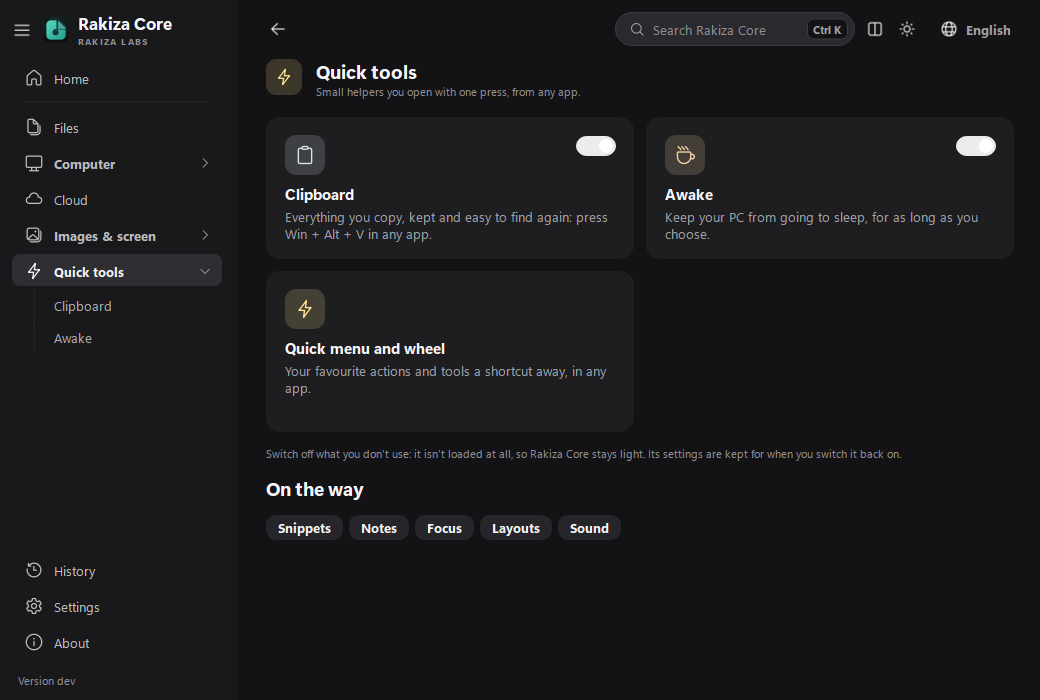 Rakiza Core
RAKIZA LABS
Home
Files
Computer
Cloud
Images & screen
Quick tools
Clipboard
Awake
History
Settings
About
Version dev
Search Rakiza Core
Ctrl K
English
Quick tools
Small helpers you open with one press, from any app.
Clipboard
Everything you copy, kept and easy to find again: press
Win + Alt + V in any app.
Awake
Keep your PC from going to sleep, for as long as you
choose.
Quick menu and wheel
Your favourite actions and tools a shortcut away, in any
app.
Switch off what you don't use: it isn't loaded at all, so Rakiza Core stays light. Its settings are kept for when you switch it back on.
On the way
Snippets
Notes
Focus
Layouts
Sound